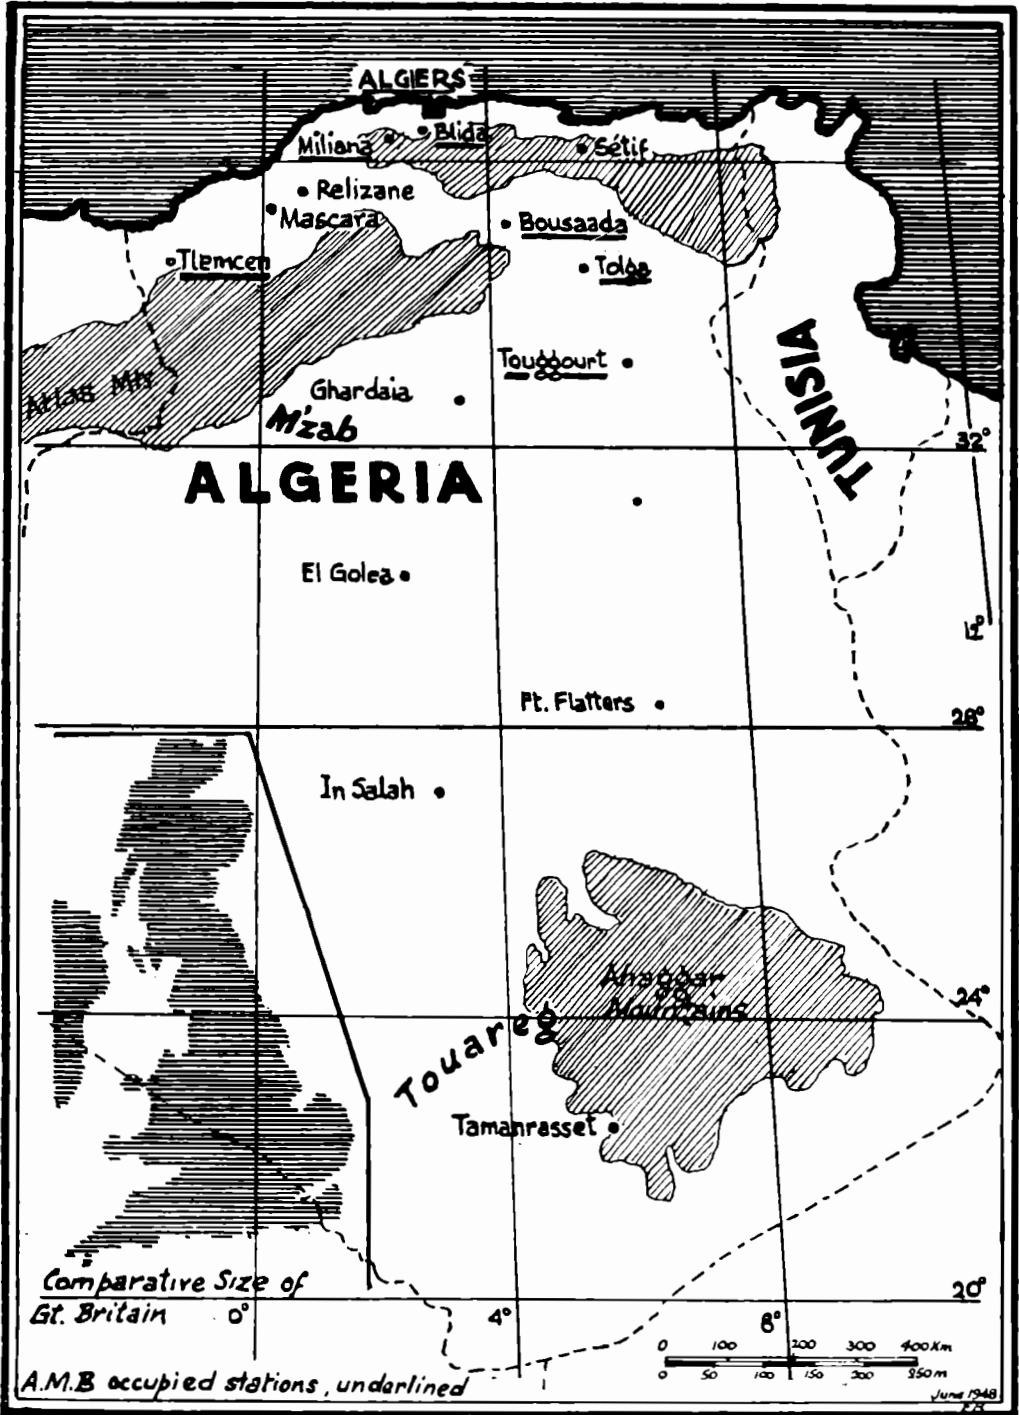 ALGIERS
Miliana
Blida
Sétif
Relizane
Mascara
Bousaada
Tlemcen
Tolga
Touggourt
TUNISIA
Atlas Mts
Ghardaia
M'zab
32°
ALGERIA
El Golea
12°
Ft. Flatters
28°
In Salah
Ahaggar
Mountains
24°
Touareg
Tamanrasset
Comparative Size of
Gt. Britain
20°
0°
4°
8°
0 100 200 300 400 Km
0 50 100 150 200 250 m
A.M.B occupied stations, underlined
June 1948